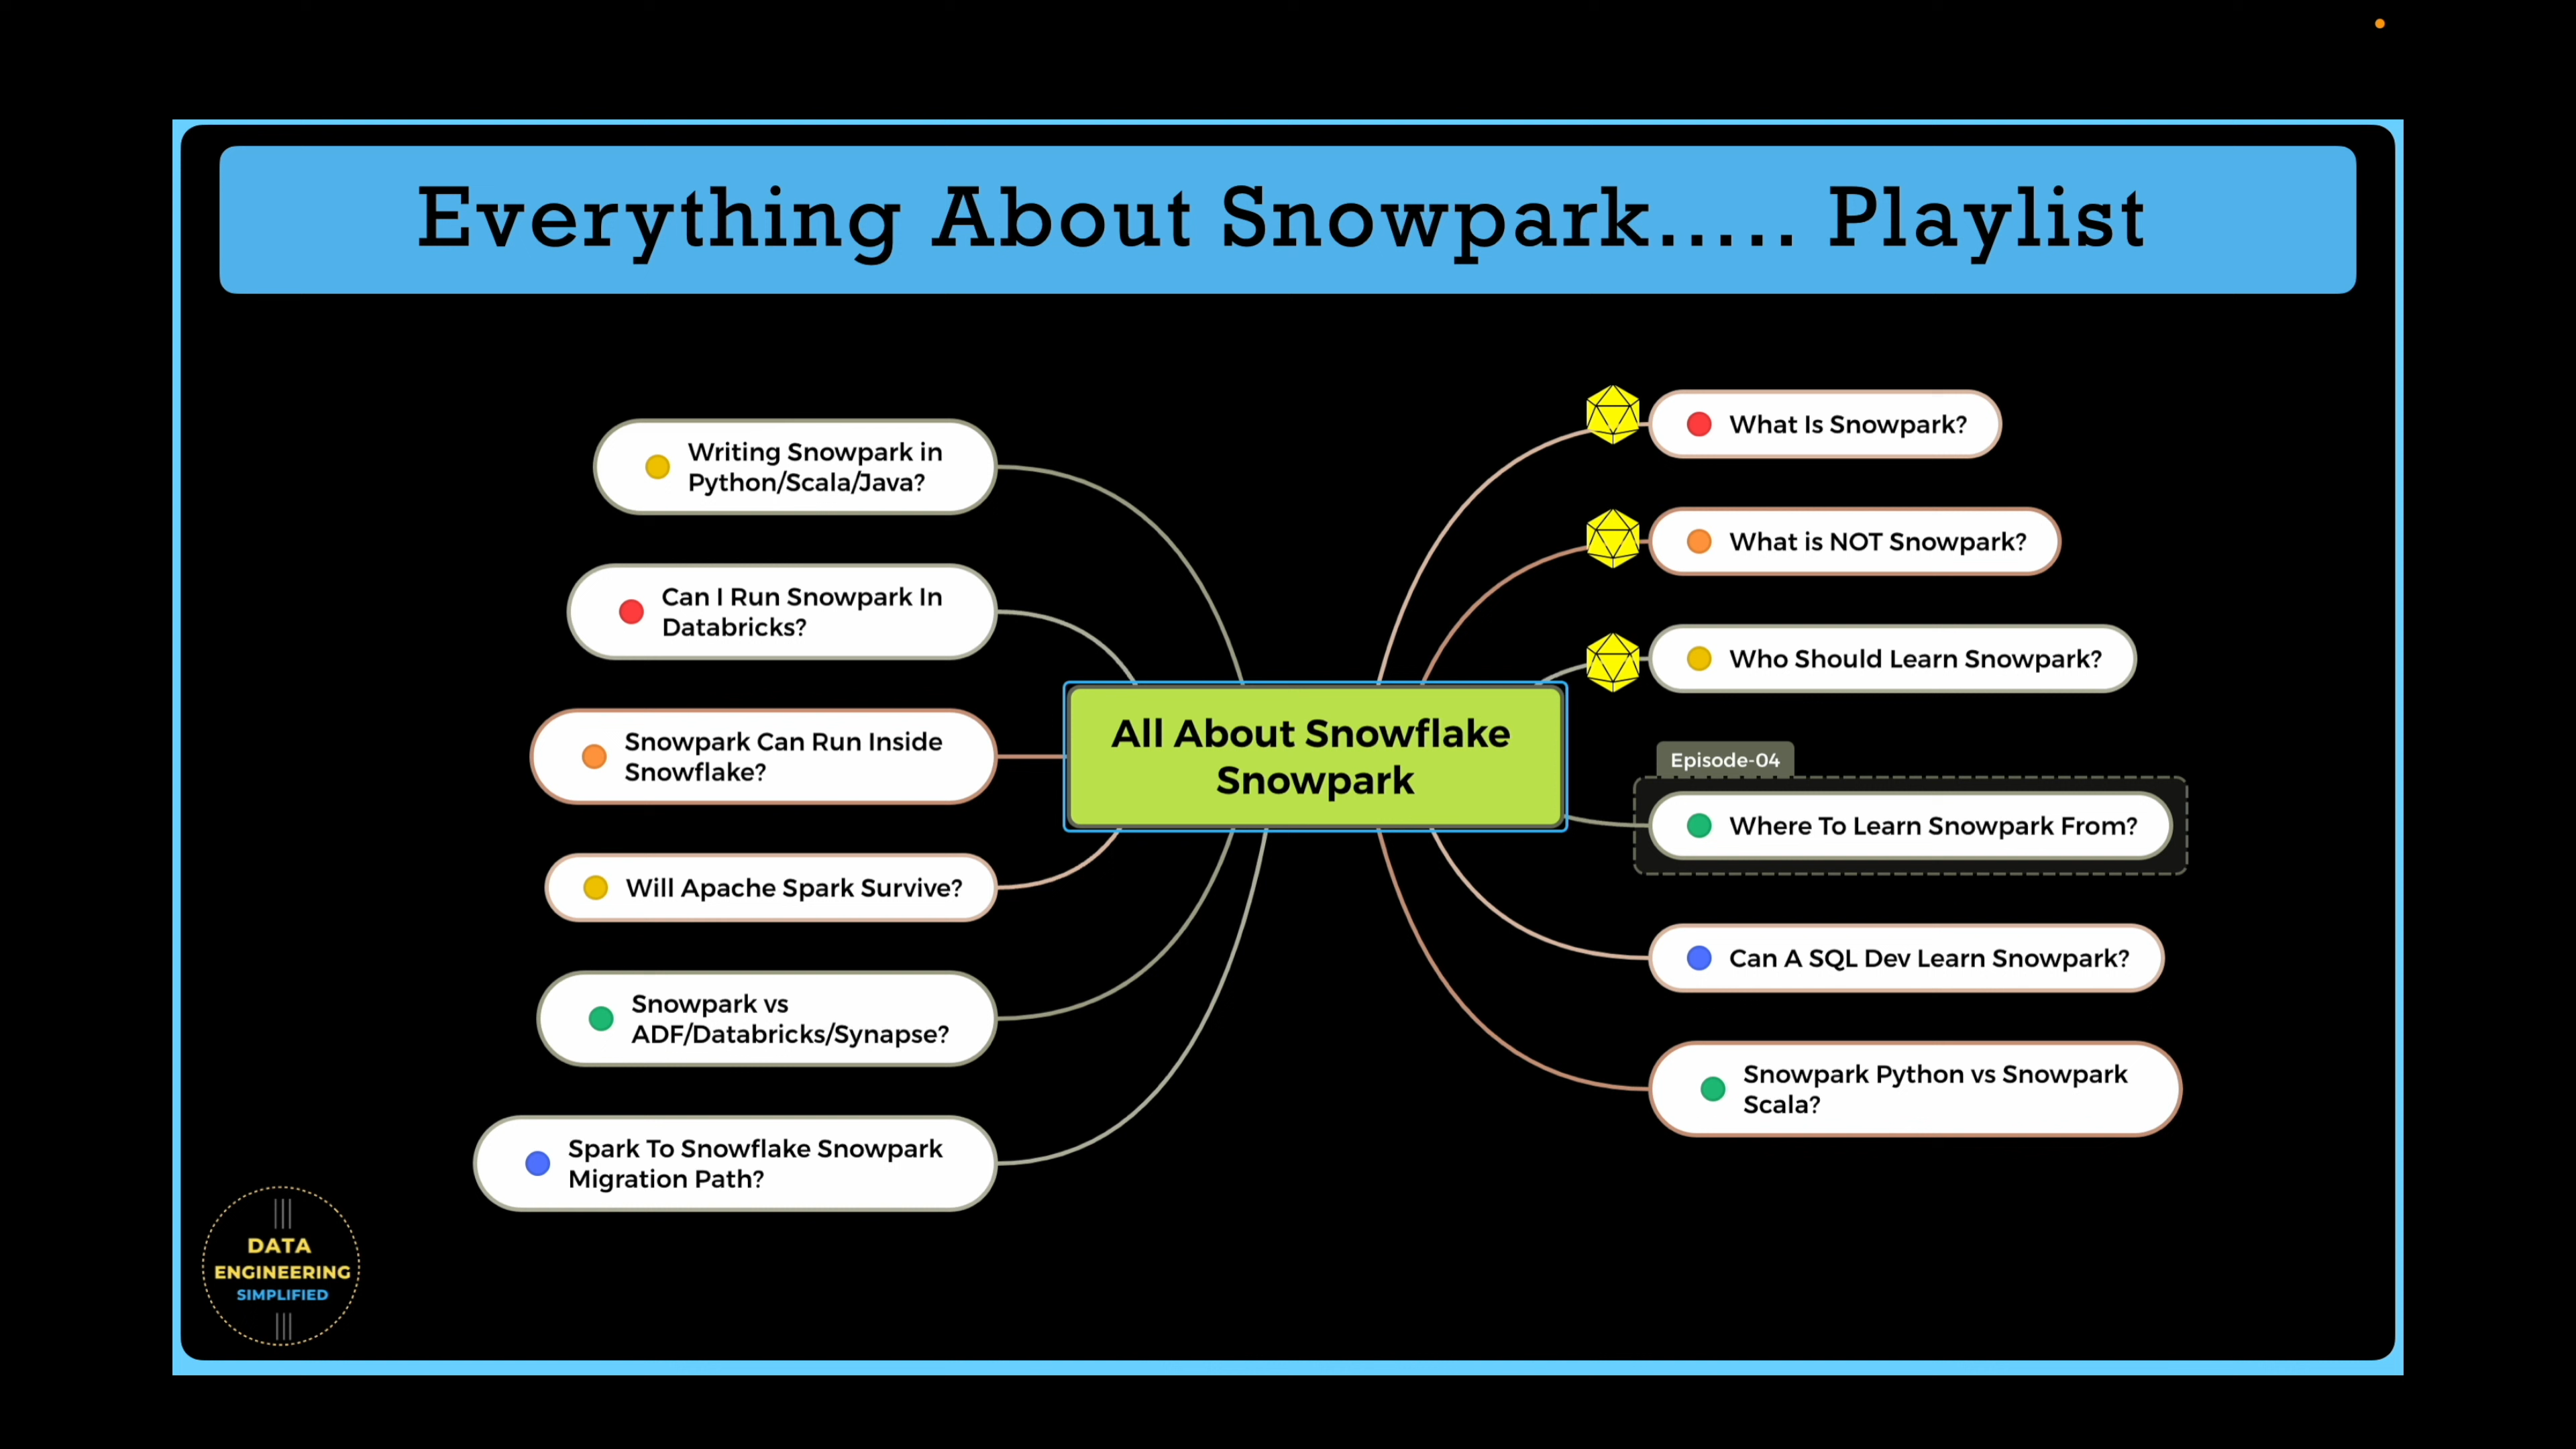 Everything About Snowpark..... Playlist
What Is Snowpark?
What is NOT Snowpark?
Who Should Learn Snowpark?
Episode-04
Where To Learn Snowpark From?
Can A SQL Dev Learn Snowpark?
Snowpark Python vs Snowpark
Scala?
All About Snowflake
Snowpark
Writing Snowpark in
Python/Scala/Java?
Can I Run Snowpark In
Databricks?
Snowpark Can Run Inside
Snowflake?
Will Apache Spark Survive?
Snowpark vs
ADF/Databricks/Synapse?
Spark To Snowflake Snowpark
Migration Path?
DATA
ENGINEERING
SIMPLIFIED